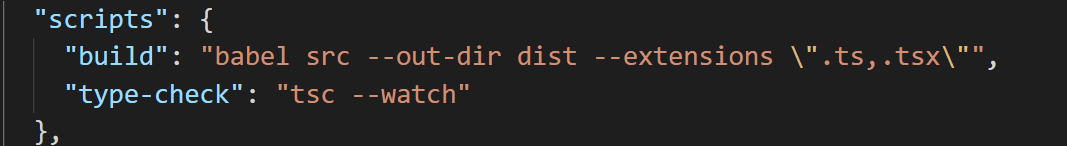 "scripts": {
"build": "babel src --out-dir dist --extensions \".ts,.tsx\"",
"type-check": "tsc --watch"
},